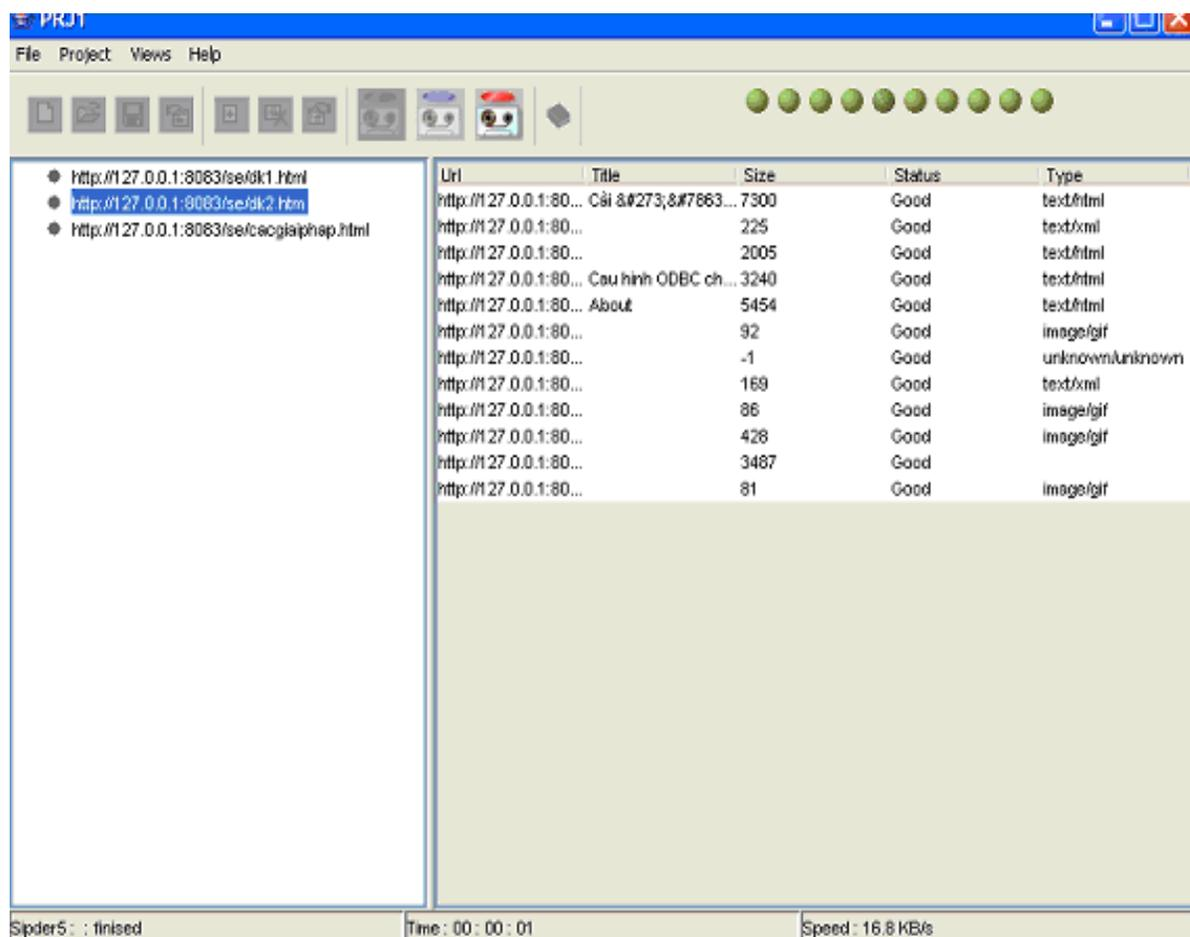 PRJ1
File Project Views Help
http://127.0.0.1:8083/se/dk1.html
http://127.0.0.1:8083/se/dk2.htm
http://127.0.0.1:8083/se/cacgiaiphap.html
Url Title Size Status Type
http://127.0.0.1:80... Cài &#273;&#7863... 7300 Good text/html
http://127.0.0.1:80... 225 Good text/xml
http://127.0.0.1:80... 2005 Good text/html
http://127.0.0.1:80... Cau hinh ODBC ch... 3240 Good text/html
http://127.0.0.1:80... About 5454 Good text/html
http://127.0.0.1:80... 92 Good image/gif
http://127.0.0.1:80... -1 Good unknown/unknown
http://127.0.0.1:80... 169 Good text/xml
http://127.0.0.1:80... 86 Good image/gif
http://127.0.0.1:80... 428 Good image/gif
http://127.0.0.1:80... 3487 Good
http://127.0.0.1:80... 81 Good image/gif
Sipder5 : : finised Time : 00 : 00 : 01 Speed : 16.8 KB/s